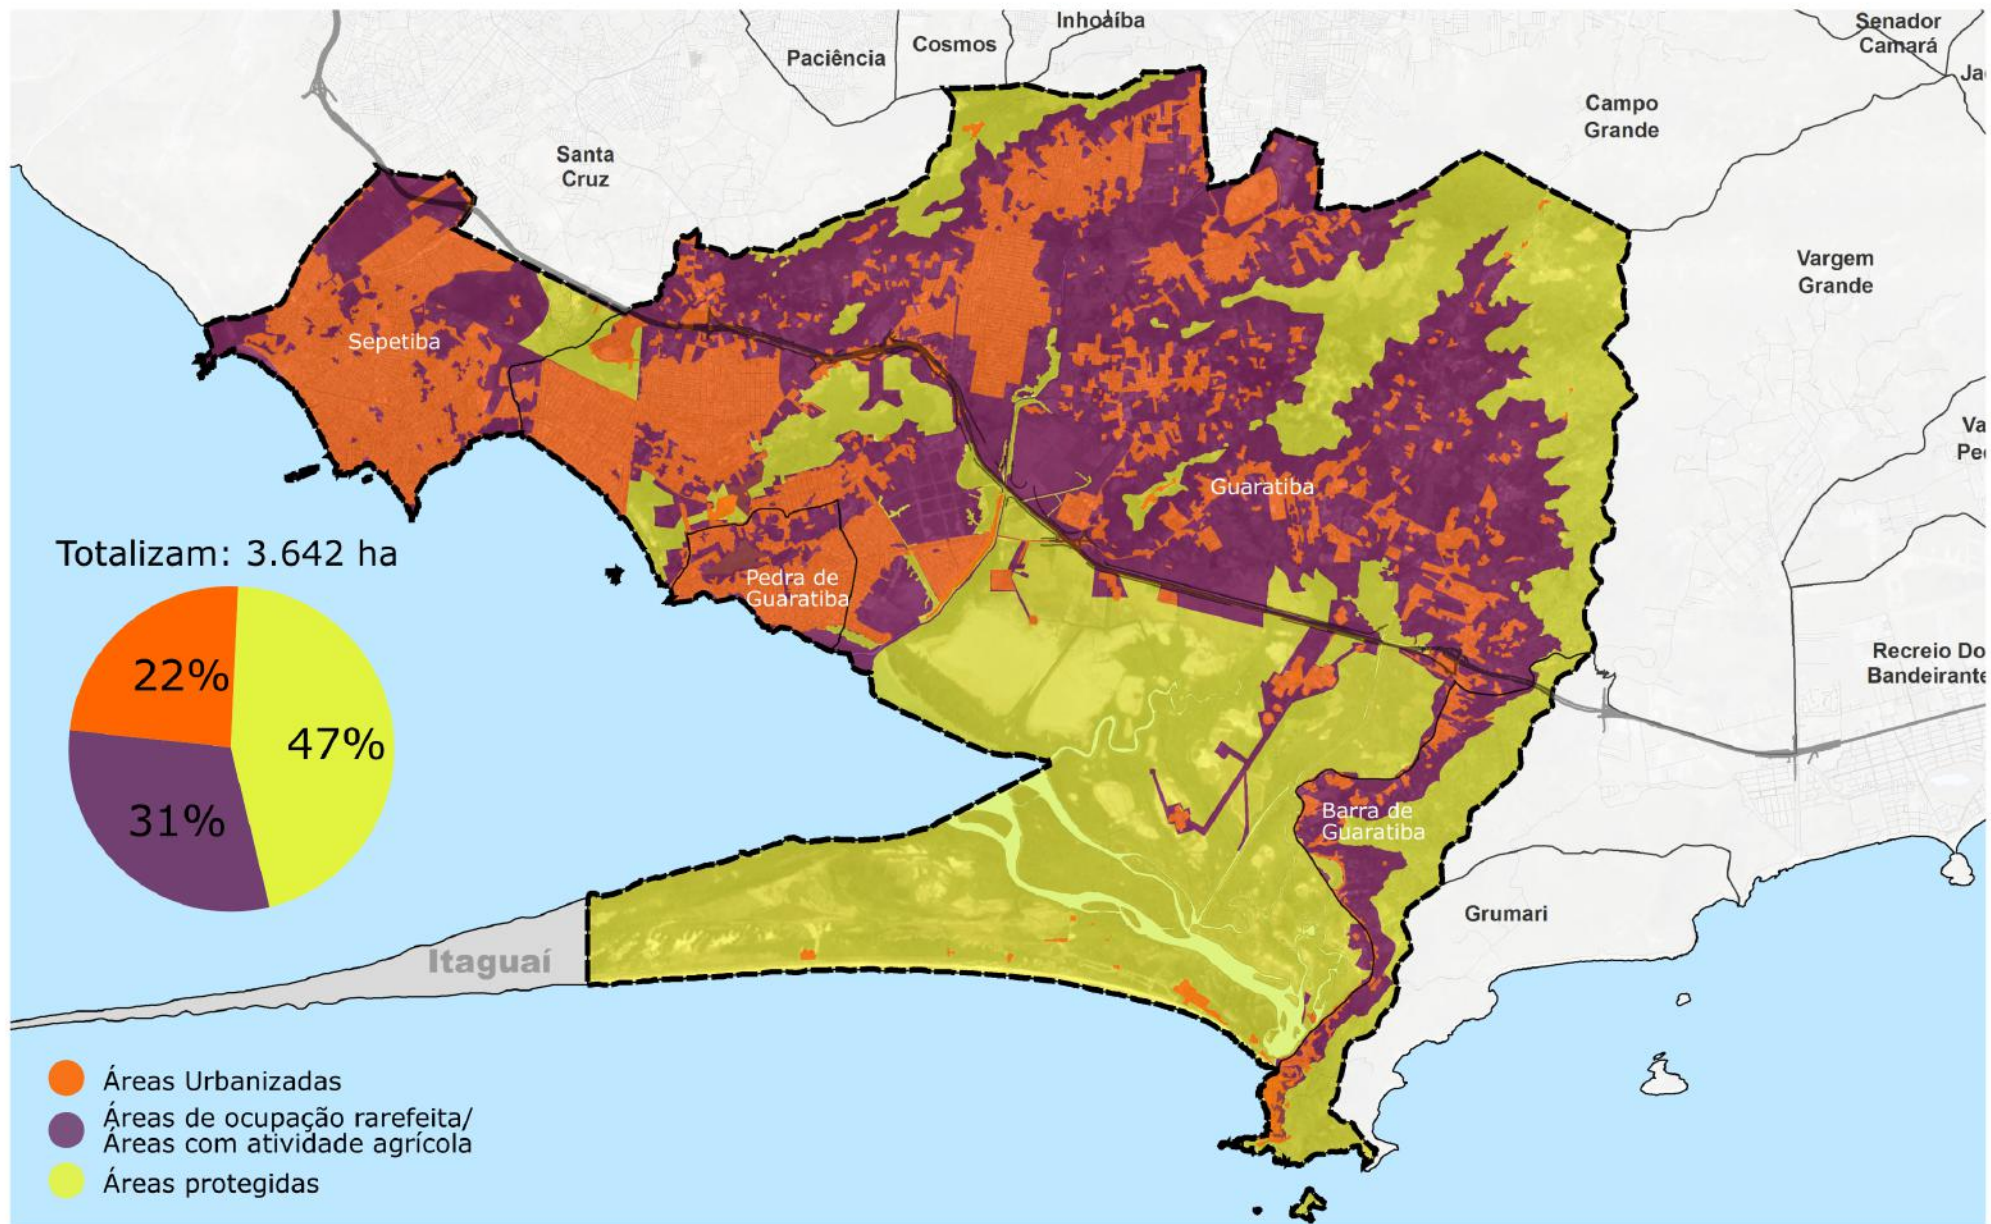 Inhoaíba
Senador
Camará
Paciência
Cosmos
Campo
Grande
Santa
Cruz
Vargem
Grande
Sepetiba
Guaratiba
Totalizam: 3.642 ha
Pedra de
Guaratiba
22%
47%
31%
Recreio Do
Bandeirante
Barra de
Guaratiba
Grumari
Itaguaí
Áreas Urbanizadas
Áreas de ocupação rarefeita/
Áreas com atividade agrícola
Áreas protegidas